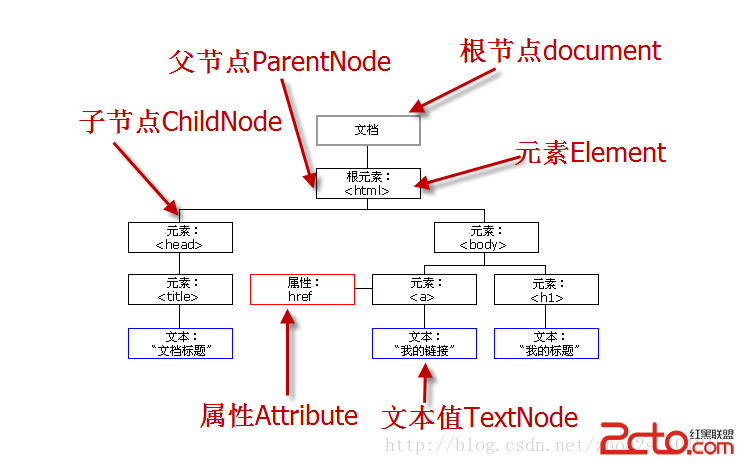 根节点document
父节点ParentNode
子节点ChildNode
文档
元素Element
根元素：
<html>
元素：
<head>
元素：
<body>
元素：
<title>
属性：
href
元素：
<a>
元素：
<h1>
文本：
“文档标题”
文本：
“我的链接”
文本：
“我的标题”
属性Attribute
文本值TextNode
红黑联盟
2cto.com